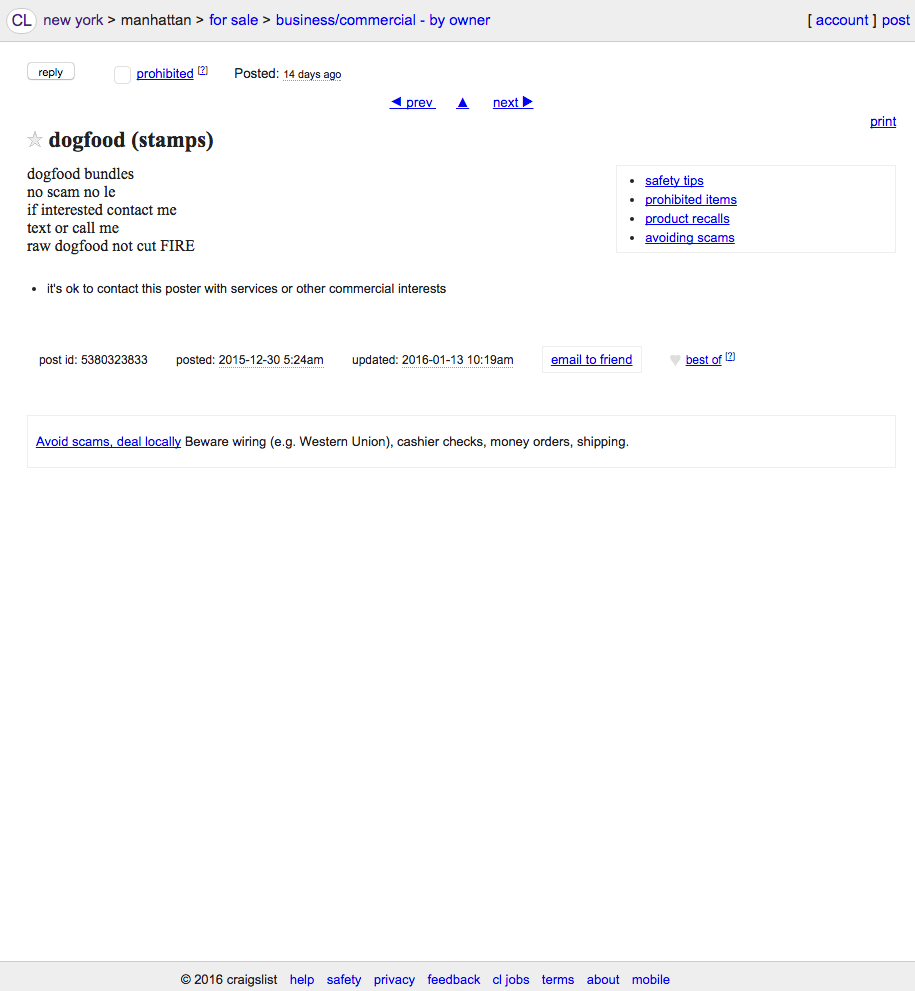 CL new york > manhattan > for sale > business/commercial - by owner [ account ] post
reply prohibited [?] Posted: 14 days ago
◀ prev ▲ next ▶
print
☆ dogfood (stamps)
dogfood bundles
no scam no le
if interested contact me
text or call me
raw dogfood not cut FIRE
• safety tips
• prohibited items
• product recalls
• avoiding scams
• it's ok to contact this poster with services or other commercial interests
post id: 5380323833 posted: 2015-12-30 5:24am updated: 2016-01-13 10:19am email to friend ♥ best of [?]
Avoid scams, deal locally Beware wiring (e.g. Western Union), cashier checks, money orders, shipping.
© 2016 craigslist help safety privacy feedback cl jobs terms about mobile